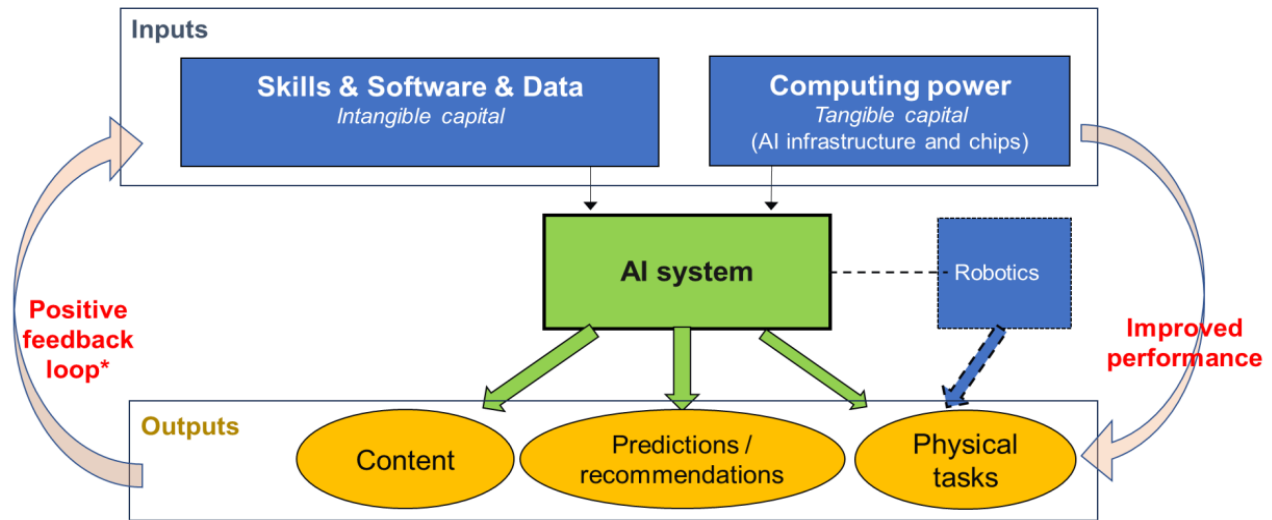 Inputs
Skills & Software & Data
Intangible capital
Computing power
Tangible capital
(AI infrastructure and chips)
AI system
Robotics
Positive
feedback
loop*
Improved
performance
Outputs
Content
Predictions /
recommendations
Physical
tasks